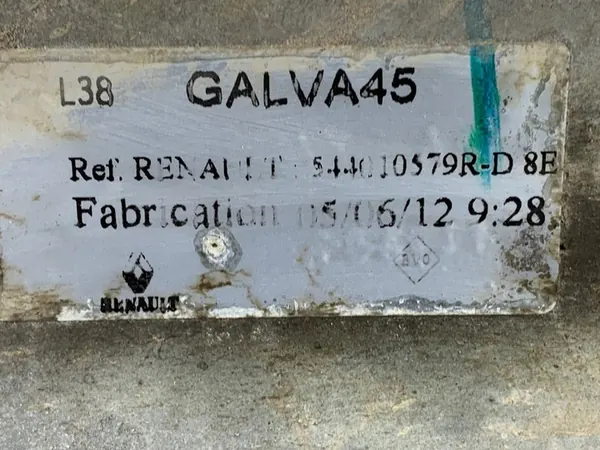 L38 GALVA45
Ref. RENAULT : 544010579R-D 8E
Fabrication 05/06/12 9:28
RENAULT